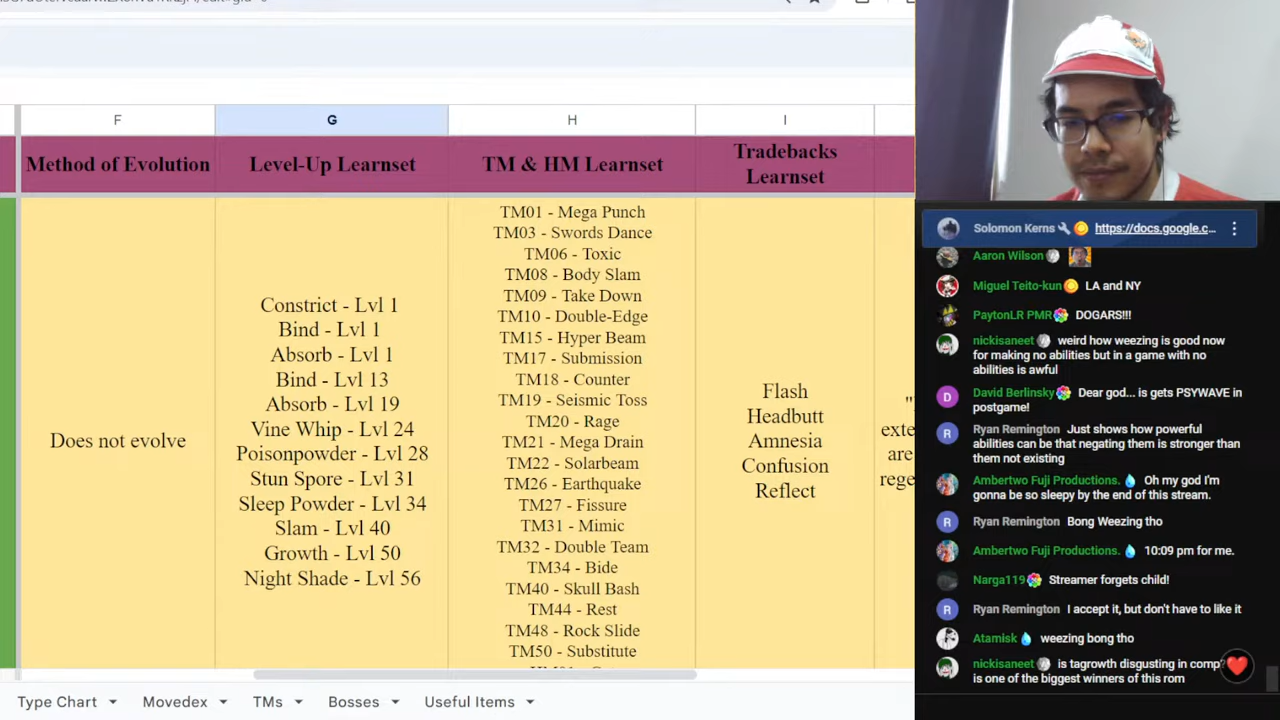 F
G
H
I
Method of Evolution
Level-Up Learnset
TM & HM Learnset
Tradebacks
Learnset
Does not evolve
Constrict - Lvl 1
Bind - Lvl 1
Absorb - Lvl 1
Bind - Lvl 13
Absorb - Lvl 19
Vine Whip - Lvl 24
Poisonpowder - Lvl 28
Stun Spore - Lvl 31
Sleep Powder - Lvl 34
Slam - Lvl 40
Growth - Lvl 50
Night Shade - Lvl 56
TM01 - Mega Punch
TM03 - Swords Dance
TM06 - Toxic
TM08 - Body Slam
TM09 - Take Down
TM10 - Double-Edge
TM15 - Hyper Beam
TM17 - Submission
TM18 - Counter
TM19 - Seismic Toss
TM20 - Rage
TM21 - Mega Drain
TM22 - Solarbeam
TM26 - Earthquake
TM27 - Fissure
TM31 - Mimic
TM32 - Double Team
TM34 - Bide
TM40 - Skull Bash
TM44 - Rest
TM48 - Rock Slide
TM50 - Substitute
Flash
Headbutt
Amnesia
Confusion
Reflect
exte
are
rege
Type Chart
Movedex
TMs
Bosses
Useful Items
Solomon Kerns https://docs.google.c...
Aaron Wilson
Miguel Teito-kun LA and NY
PaytonLR PMR DOGARS!!!
nickisaneet weird how weezing is good now
for making no abilities but in a game with no
abilities is awful
D David Berlinsky Dear god... is gets PSYWAVE in
postgame!
R Ryan Remington Just shows how powerful
abilities can be that negating them is stronger than
them not existing
Ambertwo Fuji Productions. Oh my god I'm
gonna be so sleepy by the end of this stream.
R Ryan Remington Bong Weezing tho
Ambertwo Fuji Productions. 10:09 pm for me.
Narga119 Streamer forgets child!
R Ryan Remington I accept it, but don't have to like it
Atamisk weezing bong tho
nickisaneet is tagrowth disgusting in comp?
is one of the biggest winners of this rom